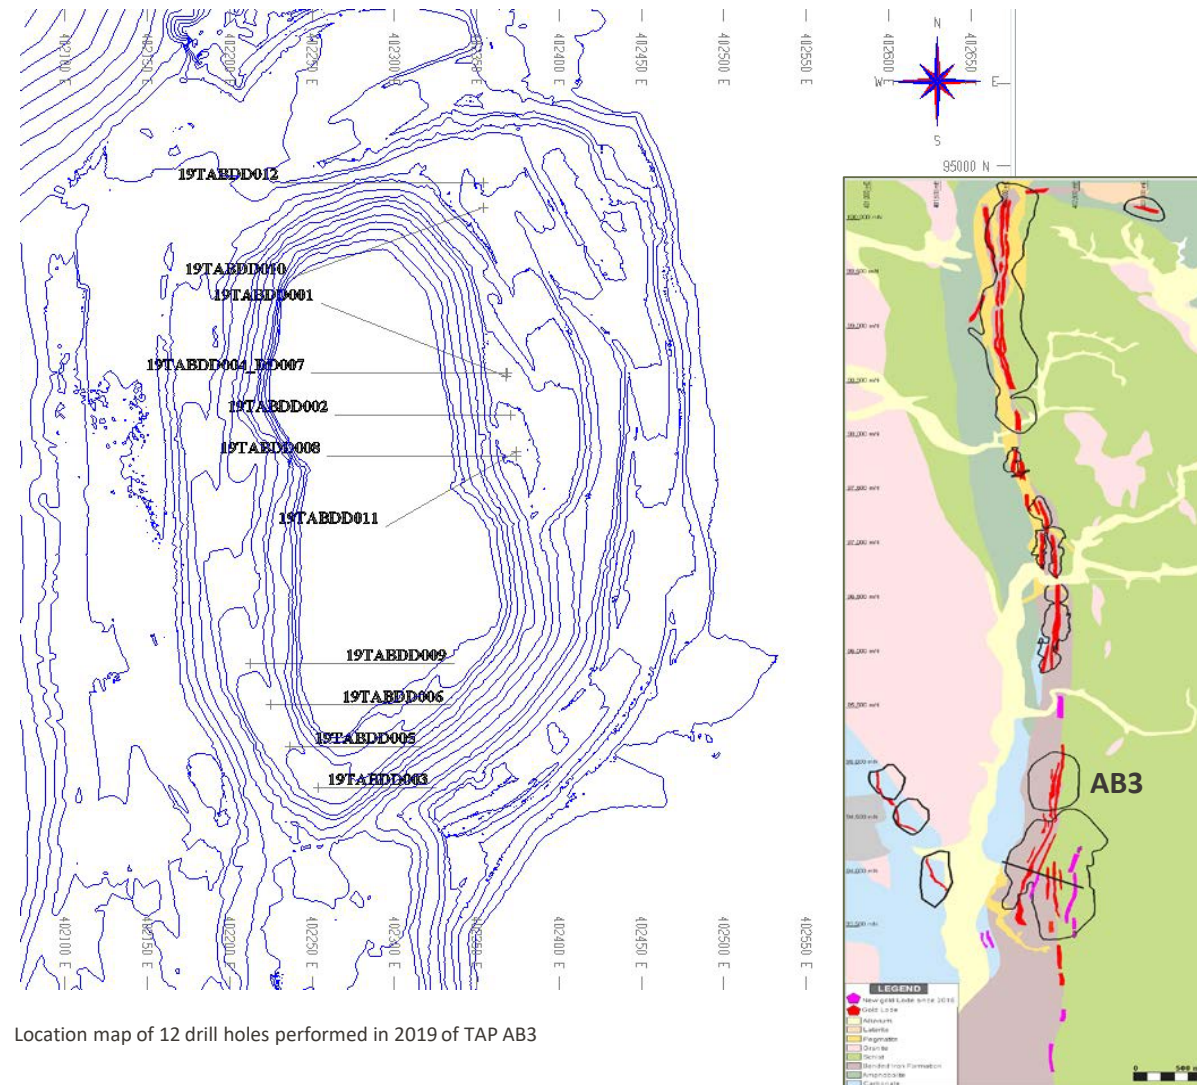 402100 E
402150 E
402200 E
402250 E
402300 E
402350 E
402400 E
402450 E
402500 E
402550 E
402600 E
402650 E
N
W
E
S
95000 N
19TABDD012
19TABDD010
19TABDD001
19TABDD004_DD007
19TABDD002
19TABDD008
19TABDD011
19TABDD009
19TABDD006
19TABDD005
19TABDD003
402100 E
402150 E
402200 E
402250 E
402300 E
402350 E
402400 E
402450 E
402500 E
402550 E
Location map of 12 drill holes performed in 2019 of TAP AB3
AB3
LEGEND
Gold Lode
Alluvium
Laterite
Pegmatite
Granite
Schist
Banded Iron Formation
Amphibolite
Carbonate